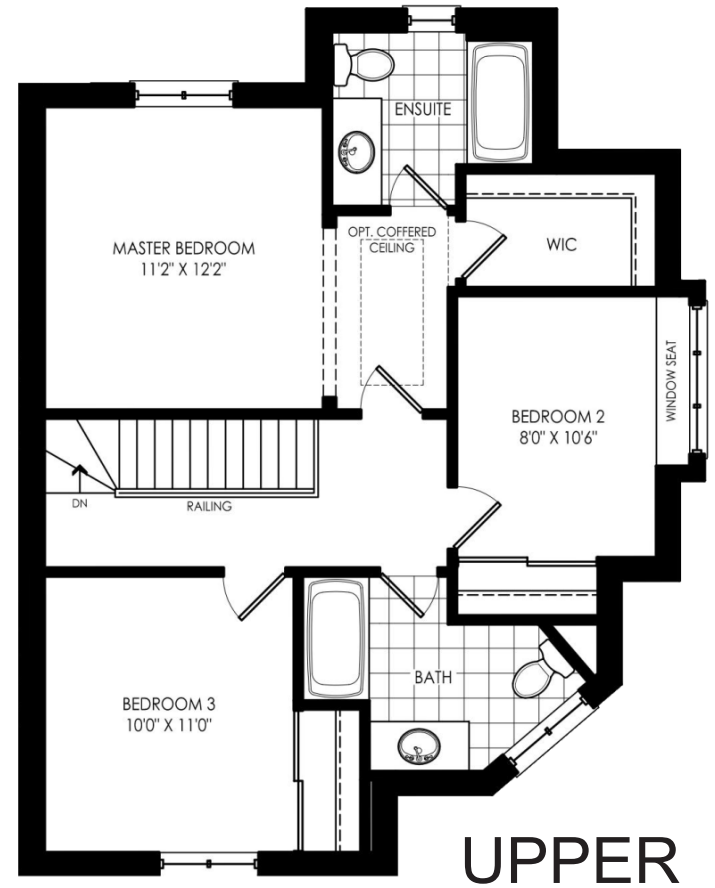 ENSUITE
OPT. COFFERED
CEILING
WIC
MASTER BEDROOM
11'2" X 12'2"
WINDOW SEAT
BEDROOM 2
8'0" X 10'6"
DN
RAILING
BATH
BEDROOM 3
10'0" X 11'0"
UPPER